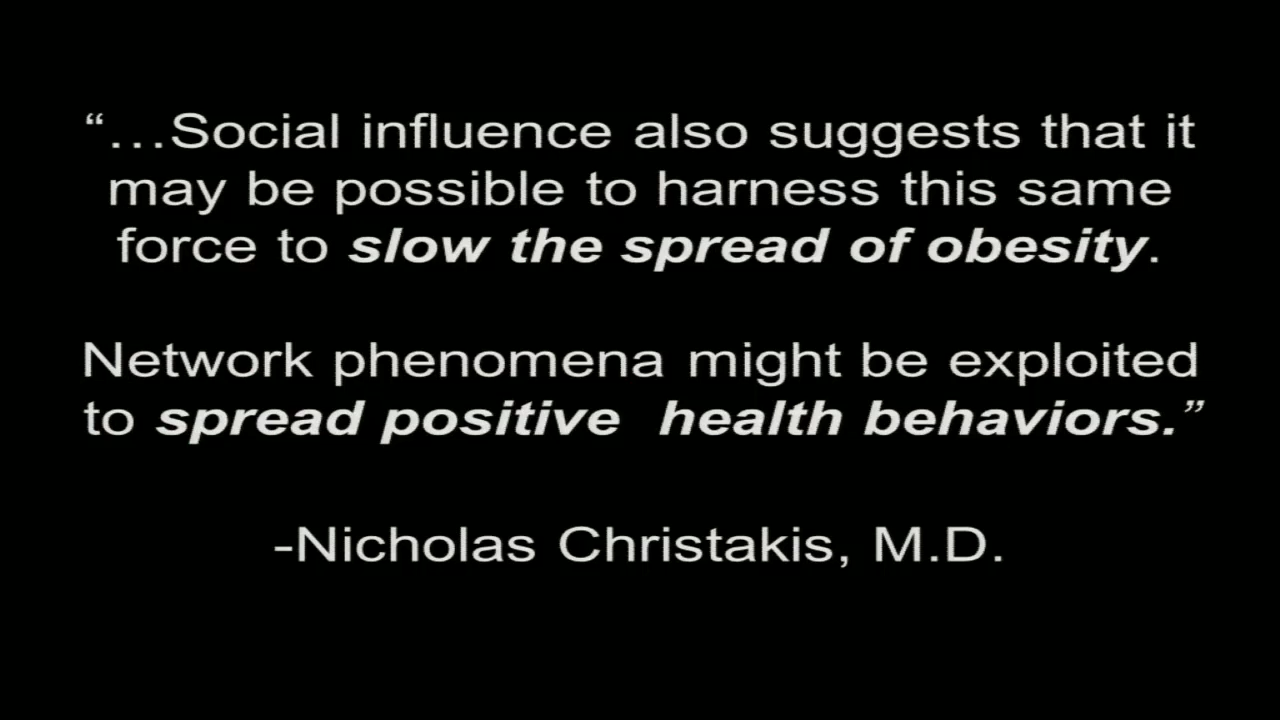 “…Social influence also suggests that it
may be possible to harness this same
force to slow the spread of obesity.
Network phenomena might be exploited
to spread positive  health behaviors.”
-Nicholas Christakis, M.D.